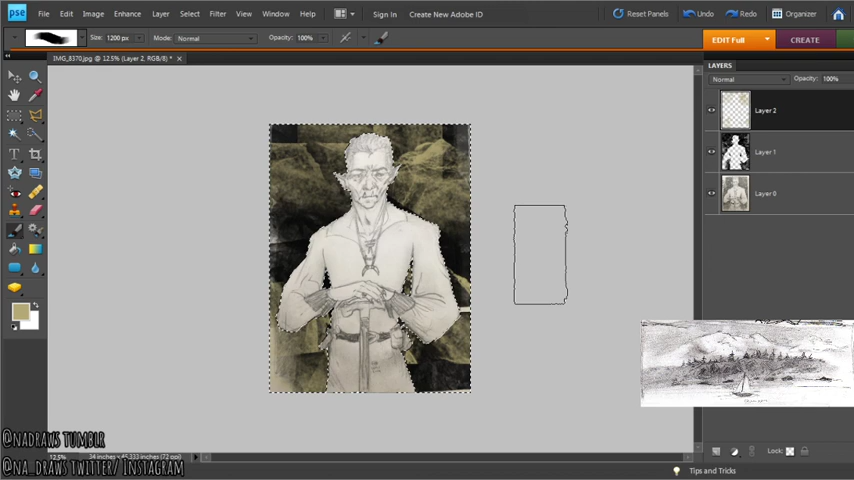 pse File Edit Image Enhance Layer Select Filter View Window Help Sign In Create New Adobe ID Reset Panels Undo Redo Organizer
Size: 1200 px Mode: Normal Opacity: 100% EDIT Full CREATE
IMG_8370.jpg @ 12.5% (Layer 2, RGB/8) * ×
LAYERS
Normal Opacity: 100%
Layer 2
Layer 1
Layer 0
@nadraws tumblr
12.5%
Lock:
@na_draws twitter/ Instagram
Tips and Tricks